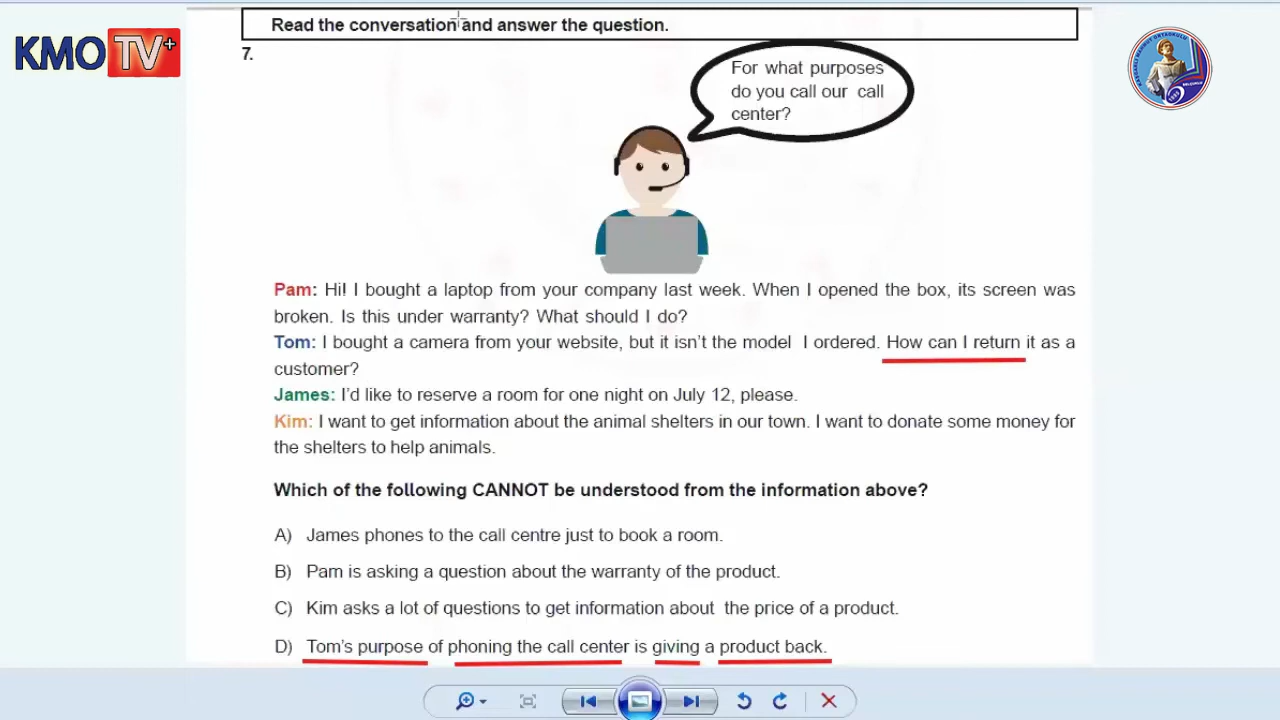 Read the conversation and answer the question.
KMO TV+
7.
For what purposes
do you call our call
center?
Pam: Hi! I bought a laptop from your company last week. When I opened the box, its screen was
broken. Is this under warranty? What should I do?
Tom: I bought a camera from your website, but it isn't the model I ordered. How can I return it as a
customer?
James: I'd like to reserve a room for one night on July 12, please.
Kim: I want to get information about the animal shelters in our town. I want to donate some money for
the shelters to help animals.
Which of the following CANNOT be understood from the information above?
A) James phones to the call centre just to book a room.
B) Pam is asking a question about the warranty of the product.
C) Kim asks a lot of questions to get information about the price of a product.
D) Tom's purpose of phoning the call center is giving a product back.